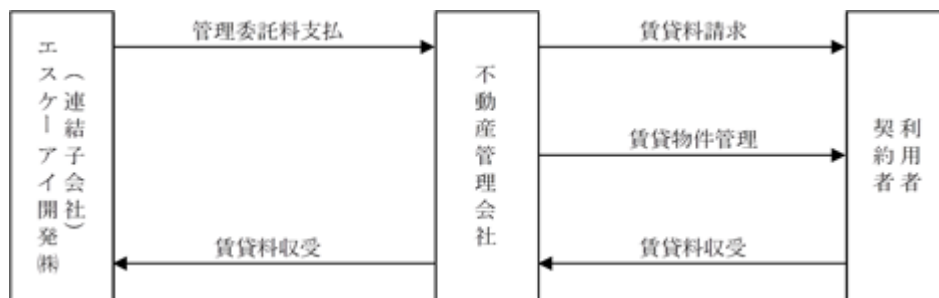 エスケーアイ開発㈱
（連結子会社）
管理委託料支払
賃貸料収受
不動産管理会社
賃貸料請求
賃貸物件管理
賃貸料収受
利用者
契約者